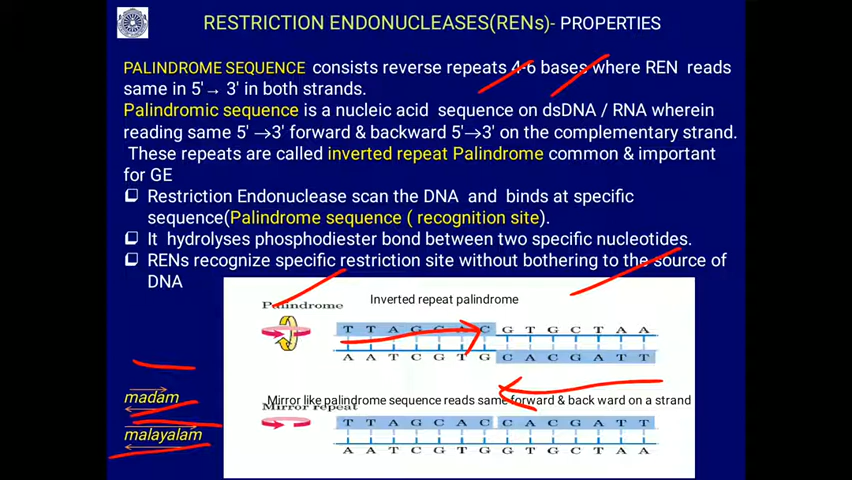 RESTRICTION ENDONUCLEASES(RENs)- PROPERTIES
PALINDROME SEQUENCE consists reverse repeats 4-6 bases where REN reads
same in 5'→ 3' in both strands.
Palindromic sequence is a nucleic acid sequence on dsDNA / RNA wherein
reading same 5' →3' forward & backward 5'→3' on the complementary strand.
These repeats are called inverted repeat Palindrome common & important
for GE
Restriction Endonuclease scan the DNA and binds at specific
sequence(Palindrome sequence ( recognition site).
It hydrolyses phosphodiester bond between two specific nucleotides.
RENs recognize specific restriction site without bothering to the source of
DNA
Palindrome
Inverted repeat palindrome
T T A G C A C G T G C T A A
A A T C G T G C A C G A T T
madam
Mirror like palindrome sequence reads same forward & back ward on a strand
Mirror repeat
T T A G C A C C A C G A T T
malayalam
A A T C G T G G T G C T A A